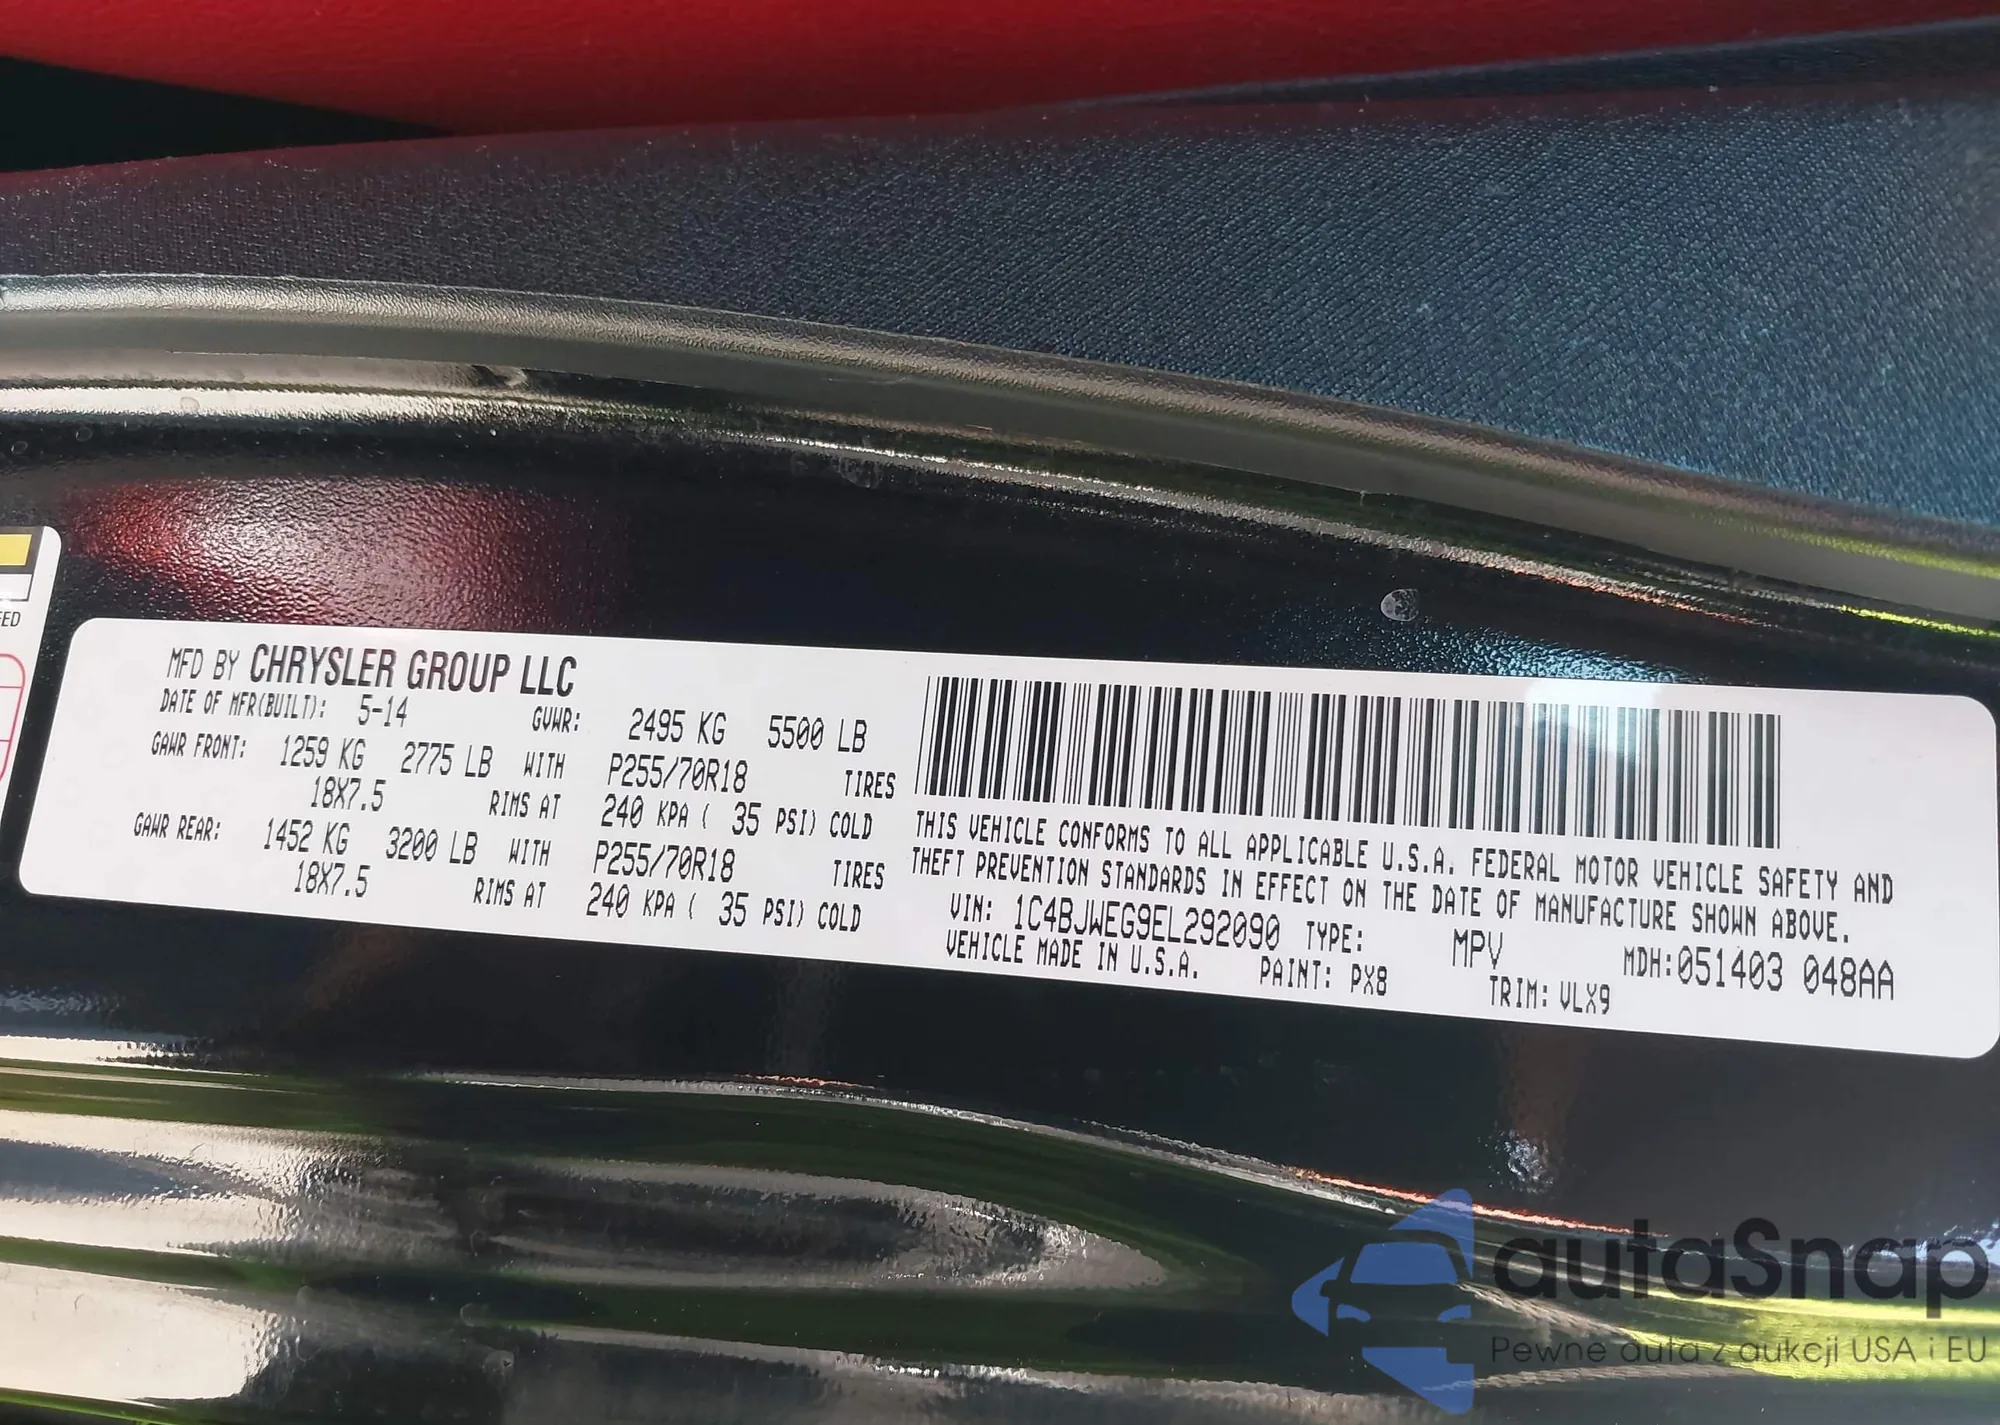 FED
MFD BY CHRYSLER GROUP LLC
DATE OF MFR(BUILT): 5-14 GVWR: 2495 KG 5500 LB
GAWR FRONT: 1259 KG 2775 LB WITH P255/70R18 TIRES
18X7.5 RIMS AT 240 KPA ( 35 PSI) COLD
GAWR REAR: 1452 KG 3200 LB WITH P255/70R18 TIRES
18X7.5 RIMS AT 240 KPA ( 35 PSI) COLD
THIS VEHICLE CONFORMS TO ALL APPLICABLE U.S.A. FEDERAL MOTOR VEHICLE SAFETY AND
THEFT PREVENTION STANDARDS IN EFFECT ON THE DATE OF MANUFACTURE SHOWN ABOVE.
VIN: 1C4BJWEG9EL292090 TYPE: MPV MDH:051403 048AA
VEHICLE MADE IN U.S.A. PAINT: PX8 TRIM: VLX9
autaSnap
Pewne auta z aukcji USA i EU